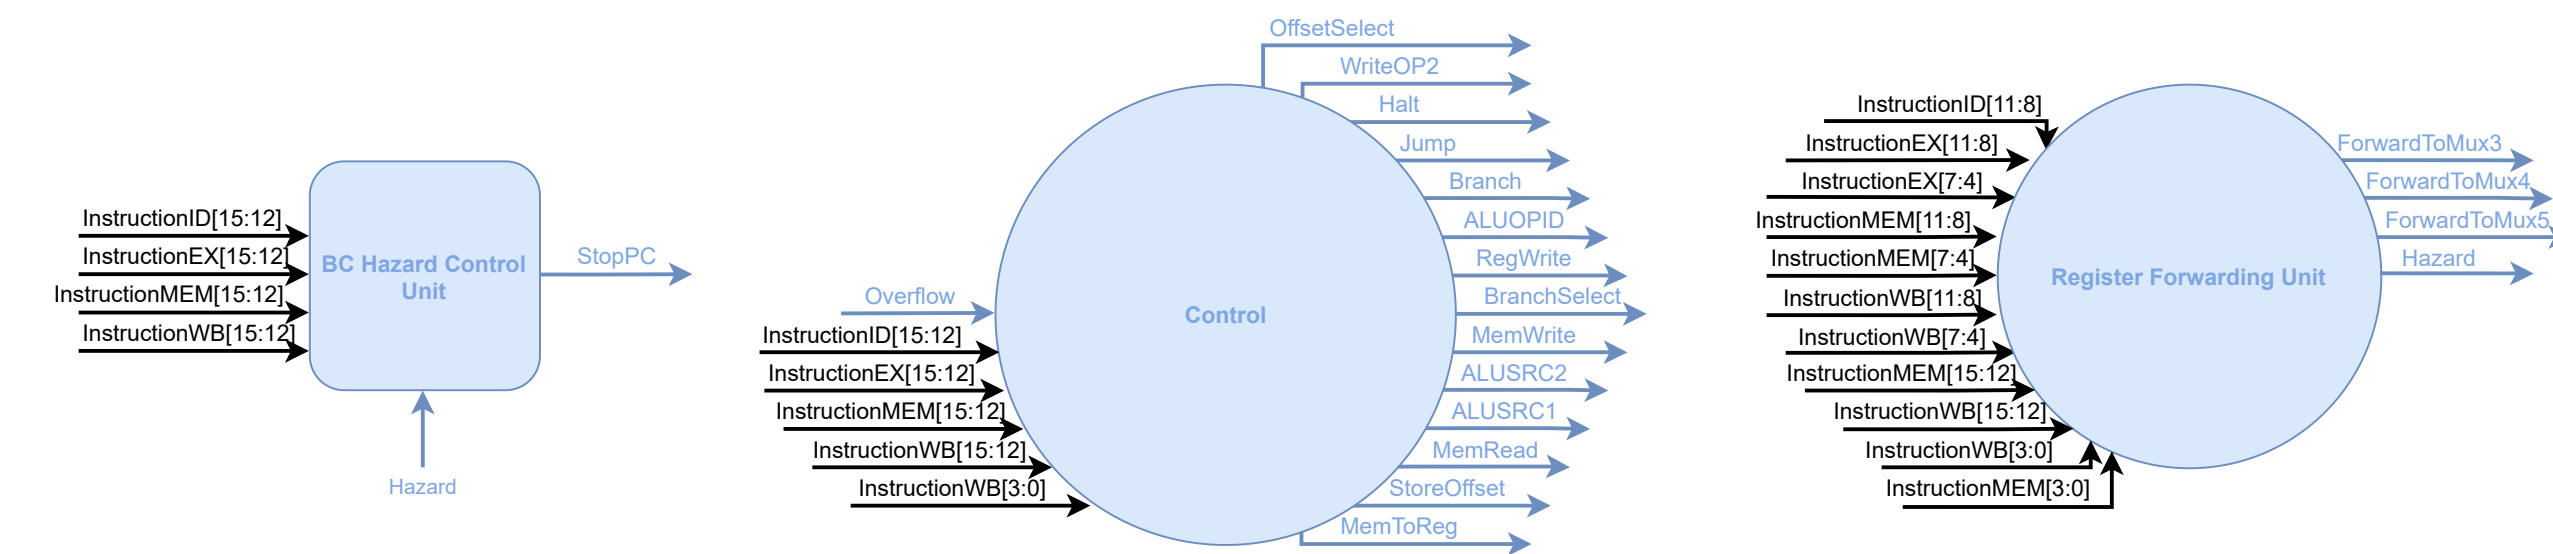 InstructionID[15:12]
InstructionEX[15:12]
InstructionMEM[15:12]
InstructionWB[15:12]
BC Hazard Control
Unit
StopPC
Hazard
Overflow
InstructionID[15:12]
InstructionEX[15:12]
InstructionMEM[15:12]
InstructionWB[15:12]
InstructionWB[3:0]
Control
OffsetSelect
WriteOP2
Halt
Jump
Branch
ALUOPID
RegWrite
BranchSelect
MemWrite
ALUSRC2
ALUSRC1
MemRead
StoreOffset
MemToReg
InstructionID[11:8]
InstructionEX[11:8]
InstructionEX[7:4]
InstructionMEM[11:8]
InstructionMEM[7:4]
InstructionWB[11:8]
InstructionWB[7:4]
InstructionMEM[15:12]
InstructionWB[15:12]
InstructionWB[3:0]
InstructionMEM[3:0]
Register Forwarding Unit
ForwardToMux3
ForwardToMux4
ForwardToMux5
Hazard